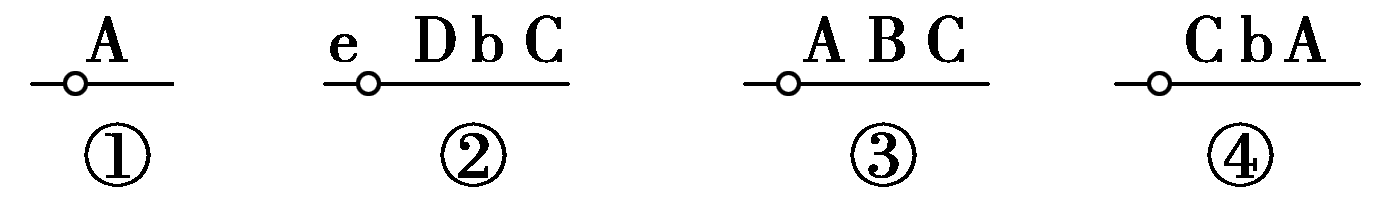 A e D b C A B C C b A
① ② ③ ④